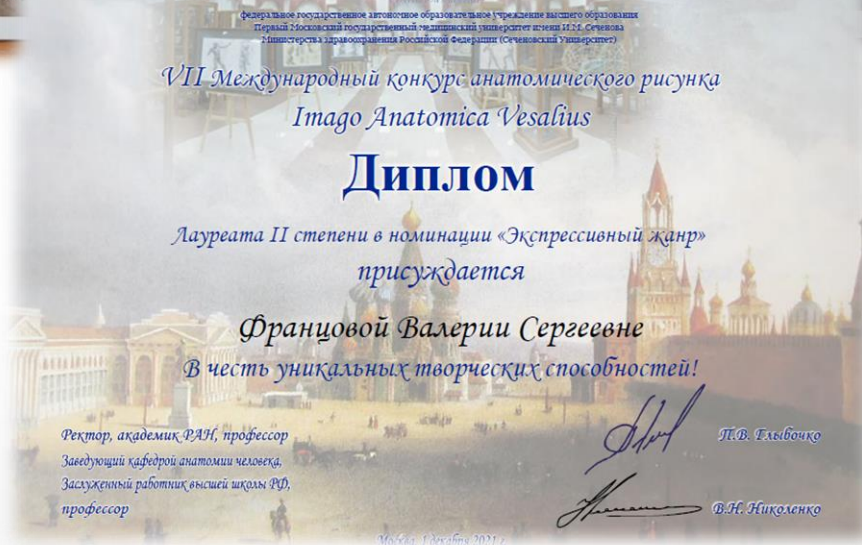 федеральное государственное автономное образовательное учреждение высшего образования
Первый Московский государственный медицинский университет имени И.М. Сеченова
Министерства здравоохранения Российской Федерации (Сеченовский Университет)
VII Международный конкурс анатомического рисунка
Imago Anatomica Vesalius
Диплом
Лауреата II степени в номинации «Экспрессивный жанр»
присуждается
Французовой Валерии Сергеевне
В честь уникальных творческих способностей!
Ректор, академик РАН, профессор
П.В. Глыбочко
Заведующий кафедрой анатомии человека,
Заслуженный работник высшей школы РФ,
профессор
В.Н. Николенко
Москва, 1 декабря 2021 г.